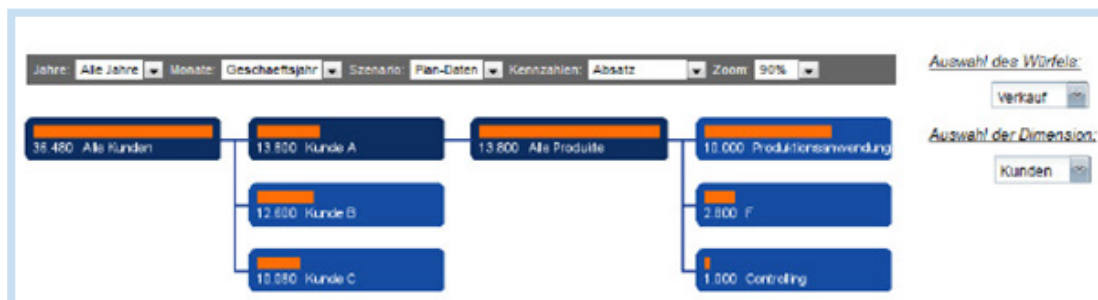 Jahre: Alle Jahre Monate: Geschaeftsjahr Szenario: Plan-Daten Kennzahlen: Absatz Zoom: 90%
Auswahl des Würfels:
Verkauf
Auswahl der Dimension:
Kunden
36.480 Alle Kunden
13.800 Kunde A
13.800 Alle Produkte
10.000 Produktionsanwendung
12.600 Kunde B
2.800 F
10.080 Kunde C
1.000 Controlling